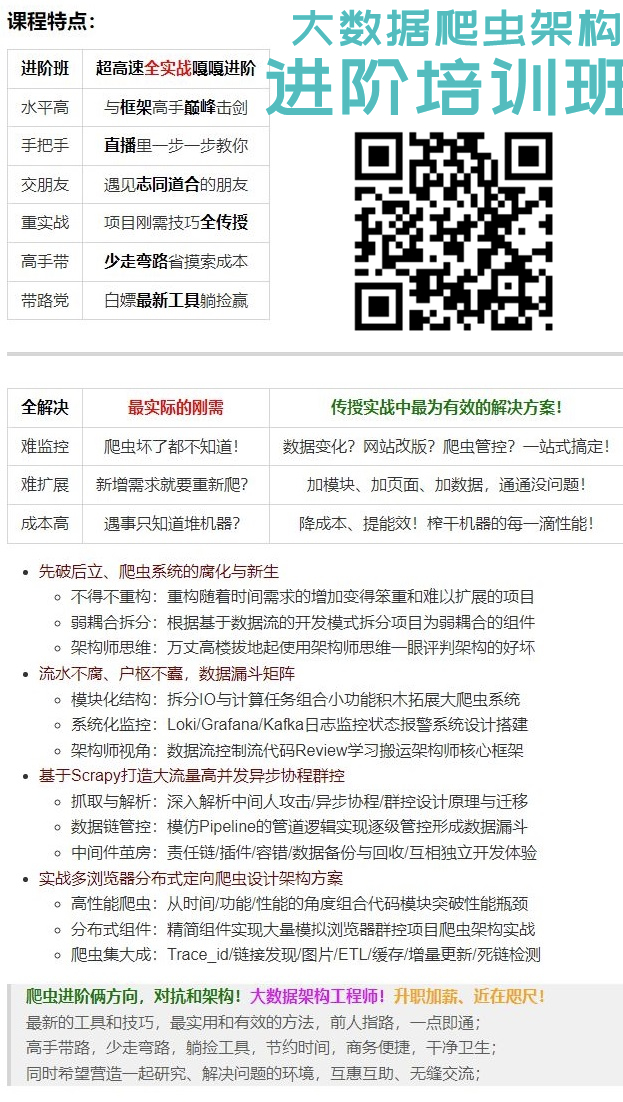 课程特点：
大数据爬虫架构
进阶培训班
进阶班 超高速全实战嘎嘎进阶
水平高 与框架高手巅峰击剑
手把手 直播里一步一步教你
交朋友 遇见志同道合的朋友
重实战 项目刚需技巧全传授
高手带 少走弯路省摸索成本
带路党 白嫖最新工具躺捡赢
全解决 最实际的刚需 传授实战中最为有效的解决方案！
难监控 爬虫坏了都不知道！ 数据变化？网站改版？爬虫管控？一站式搞定！
难扩展 新增需求就要重新爬？ 加模块、加页面、加数据，通通没问题！
成本高 遇事只知道堆机器？ 降成本、提能效！榨干机器的每一滴性能！
• 先破后立、爬虫系统的腐化与新生
◦ 不得不重构：重构随着时间需求的增加变得笨重和难以扩展的项目
◦ 弱耦合拆分：根据基于数据流的开发模式拆分项目为弱耦合的组件
◦ 架构师思维：万丈高楼拔地起使用架构师思维一眼评判架构的好坏
• 流水不腐、户枢不蠹，数据漏斗矩阵
◦ 模块化结构：拆分IO与计算任务组合小功能积木拓展大爬虫系统
◦ 系统化监控：Loki/Grafana/Kafka日志监控状态报警系统设计搭建
◦ 架构师视角：数据流控制流代码Review学习搬运架构师核心框架
• 基于Scrapy打造大流量高并发异步协程群控
◦ 抓取与解析：深入解析中间人攻击/异步协程/群控设计原理与迁移
◦ 数据链管控：模仿Pipeline的管道逻辑实现逐级管控形成数据漏斗
◦ 中间件茧房：责任链/插件/容错/数据备份与回收/互相独立开发体验
• 实战多浏览器分布式定向爬虫设计架构方案
◦ 高性能爬虫：从时间/功能/性能的角度组合代码模块突破性能瓶颈
◦ 分布式组件：精简组件实现大量模拟浏览器群控项目爬虫架构实战
◦ 爬虫集大成：Trace_id/链接发现/图片/ETL/缓存/增量更新/死链检测
爬虫进阶俩方向，对抗和架构！大数据架构工程师！升职加薪、近在咫尺！
最新的工具和技巧，最实用和有效的方法，前人指路，一点即通；
高手带路，少走弯路，躺捡工具，节约时间，商务便捷，干净卫生；
同时希望营造一起研究、解决问题的环境，互惠互助、无缝交流；